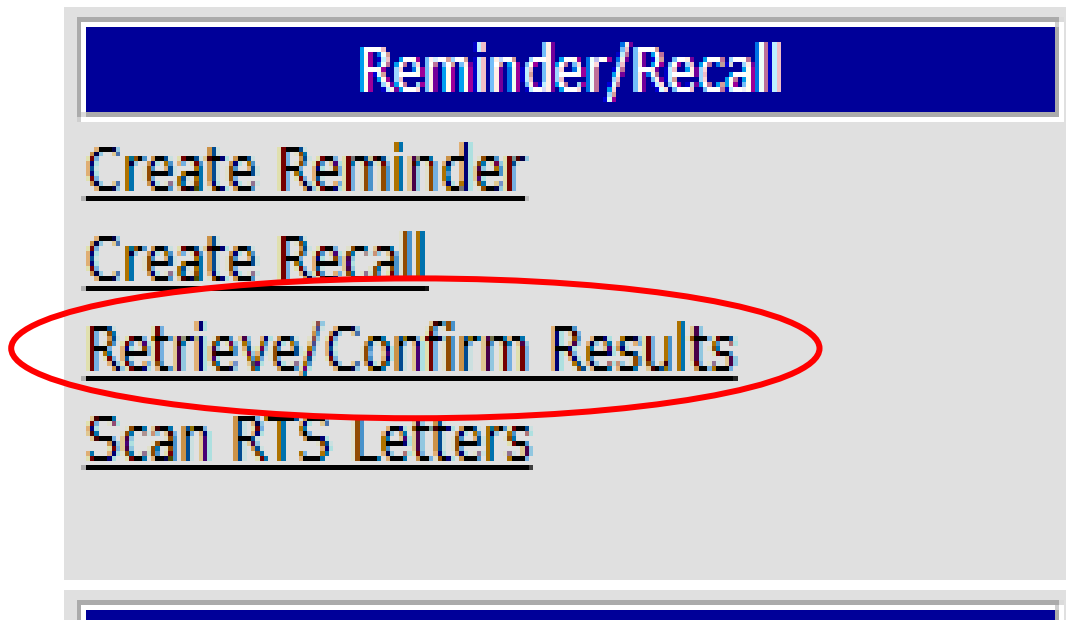 Reminder/Recall
Create Reminder
Create Recall
Retrieve/Confirm Results
Scan RTS Letters